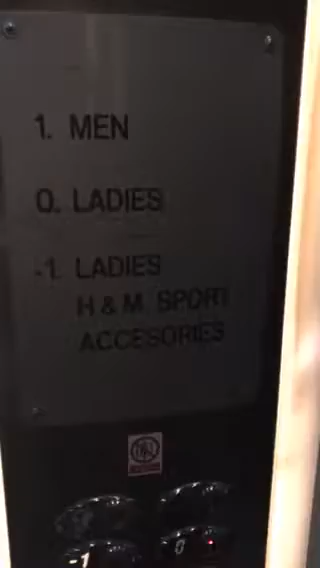 1. MEN
0. LADIES
-1. LADIES
H & M SPORT
ACCESORIES
-1
0